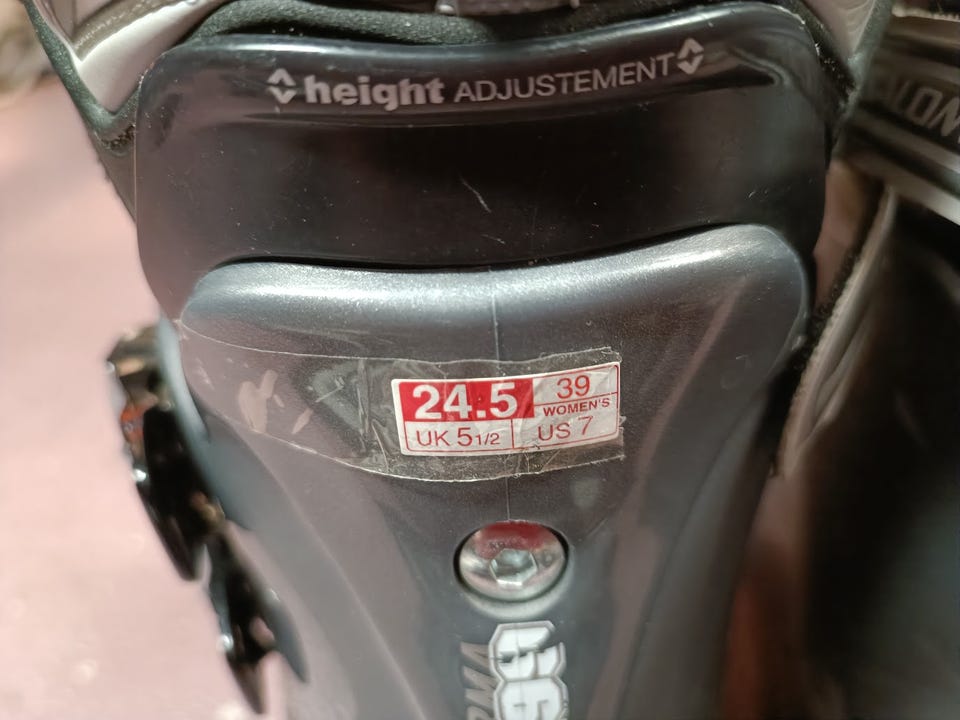 height ADJUSTEMENT
24.5 39
WOMEN'S
UK 5 1/2 US 7